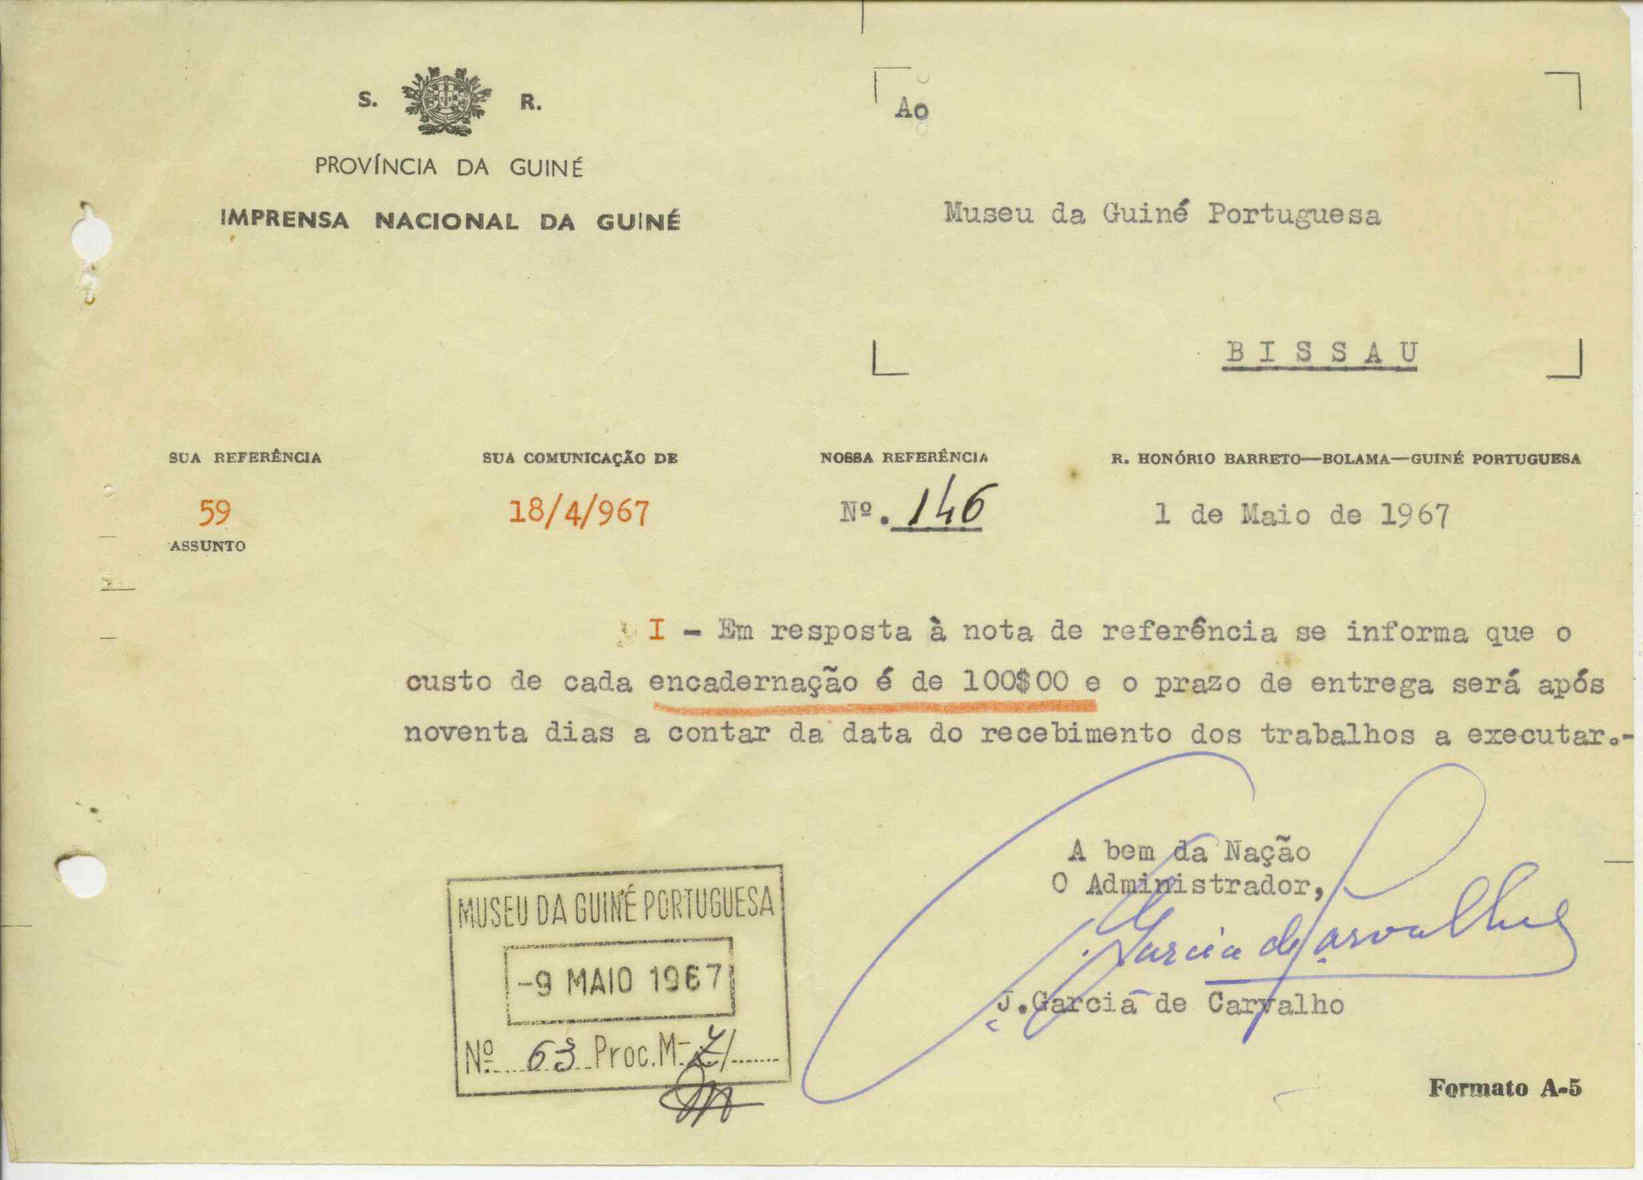 S. R.
PROVÍNCIA DA GUINÉ
IMPRENSA NACIONAL DA GUINÉ
Ao
Museu da Guiné Portuguesa
BISSAU
SUA REFERÊNCIA
59
SUA COMUNICAÇÃO DE
18/4/967
NOSSA REFERÊNCIA
Nº. 146
R. HONÓRIO BARRETO—BOLAMA—GUINÉ PORTUGUESA
1 de Maio de 1967
ASSUNTO
I - Em resposta à nota de referência se informa que o
custo de cada encadernação é de 100$00 e o prazo de entrega será após
noventa dias a contar da data do recebimento dos trabalhos a executar.-
A bem da Nação
O Administrador,
Garcia de Carvalho
J.Garcia de Carvalho
MUSEU DA GUINÉ PORTUGUESA
-9 MAIO 1967
Nº 63 Proc. M-
Formato A-5